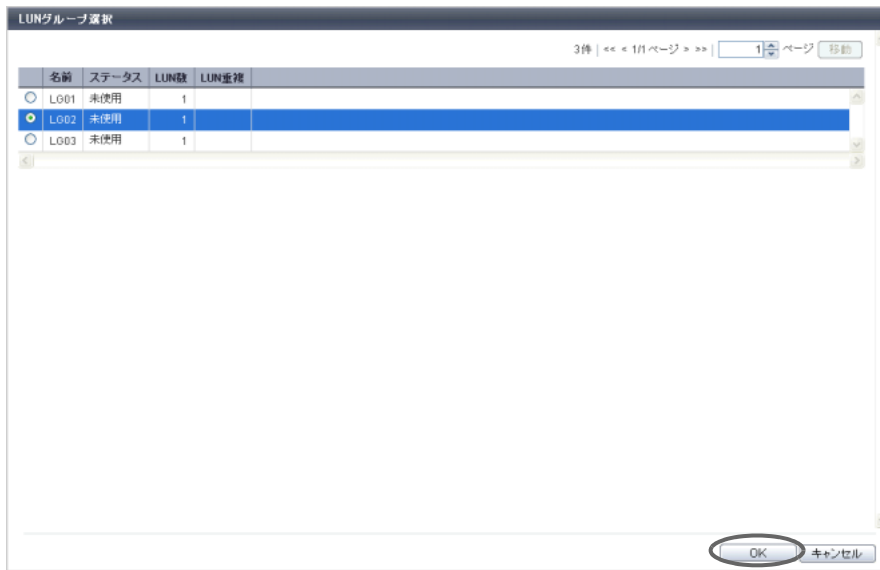 LUNグループ選択
3件 | << < 1/1 ページ > >> | 1 ページ 移動
名前 ステータス LUN数 LUN重複
LG01 未使用 1
LG02 未使用 1
LG03 未使用 1
OK キャンセル